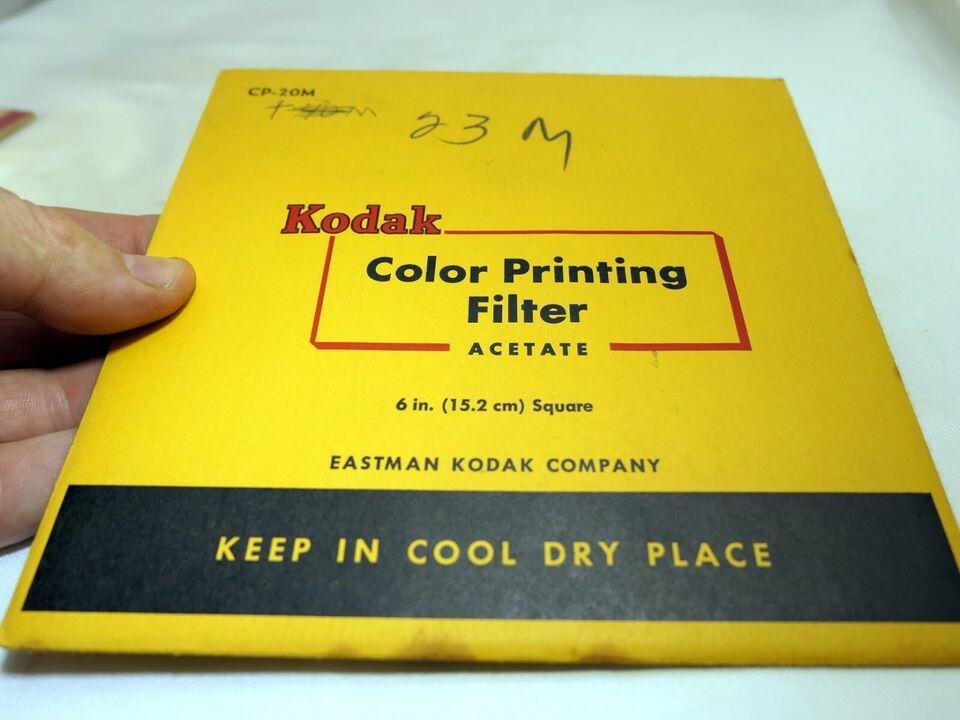 CP-20M
23 M
Kodak
Color Printing
Filter
ACETATE
6 in. (15.2 cm) Square
EASTMAN KODAK COMPANY
KEEP IN COOL DRY PLACE